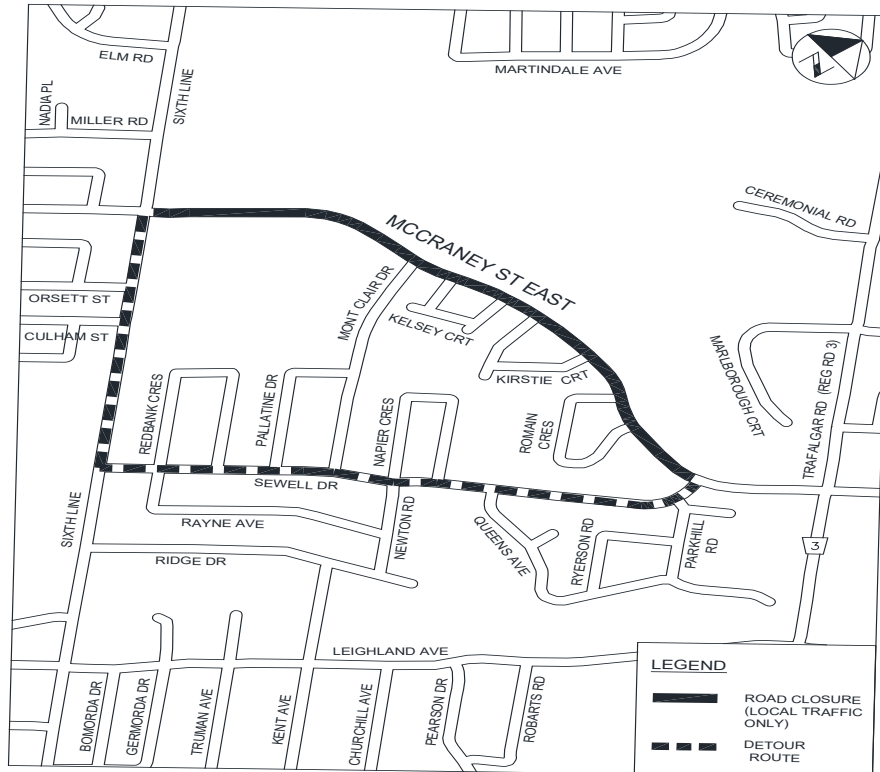 ELM RD
MARTINDALE AVE
NADIA PL
MILLER RD
SIXTH LINE
CEREMONIAL RD
MCCRANEY ST EAST
ORSETT ST
CULHAM ST
MONT CLAIR DR
KELSEY CRT
KIRSTIE CRT
MARLBOROUGH CRT
TRAFALGAR RD (REG RD 3)
REDBANK CRES
PALLATINE DR
NAPIER CRES
ROMAIN
CRES
SEWELL DR
SIXTH LINE
RAYNE AVE
NEWTON RD
QUEENS AVE
RYERSON RD
PARKHILL
RD
3
RIDGE DR
LEIGHLAND AVE
BOMORDA DR
GERMORDA DR
TRUMAN AVE
KENT AVE
CHURCHILL AVE
PEARSON DR
ROBARTS RD
LEGEND
ROAD CLOSURE
(LOCAL TRAFFIC
ONLY)
DETOUR
ROUTE
N